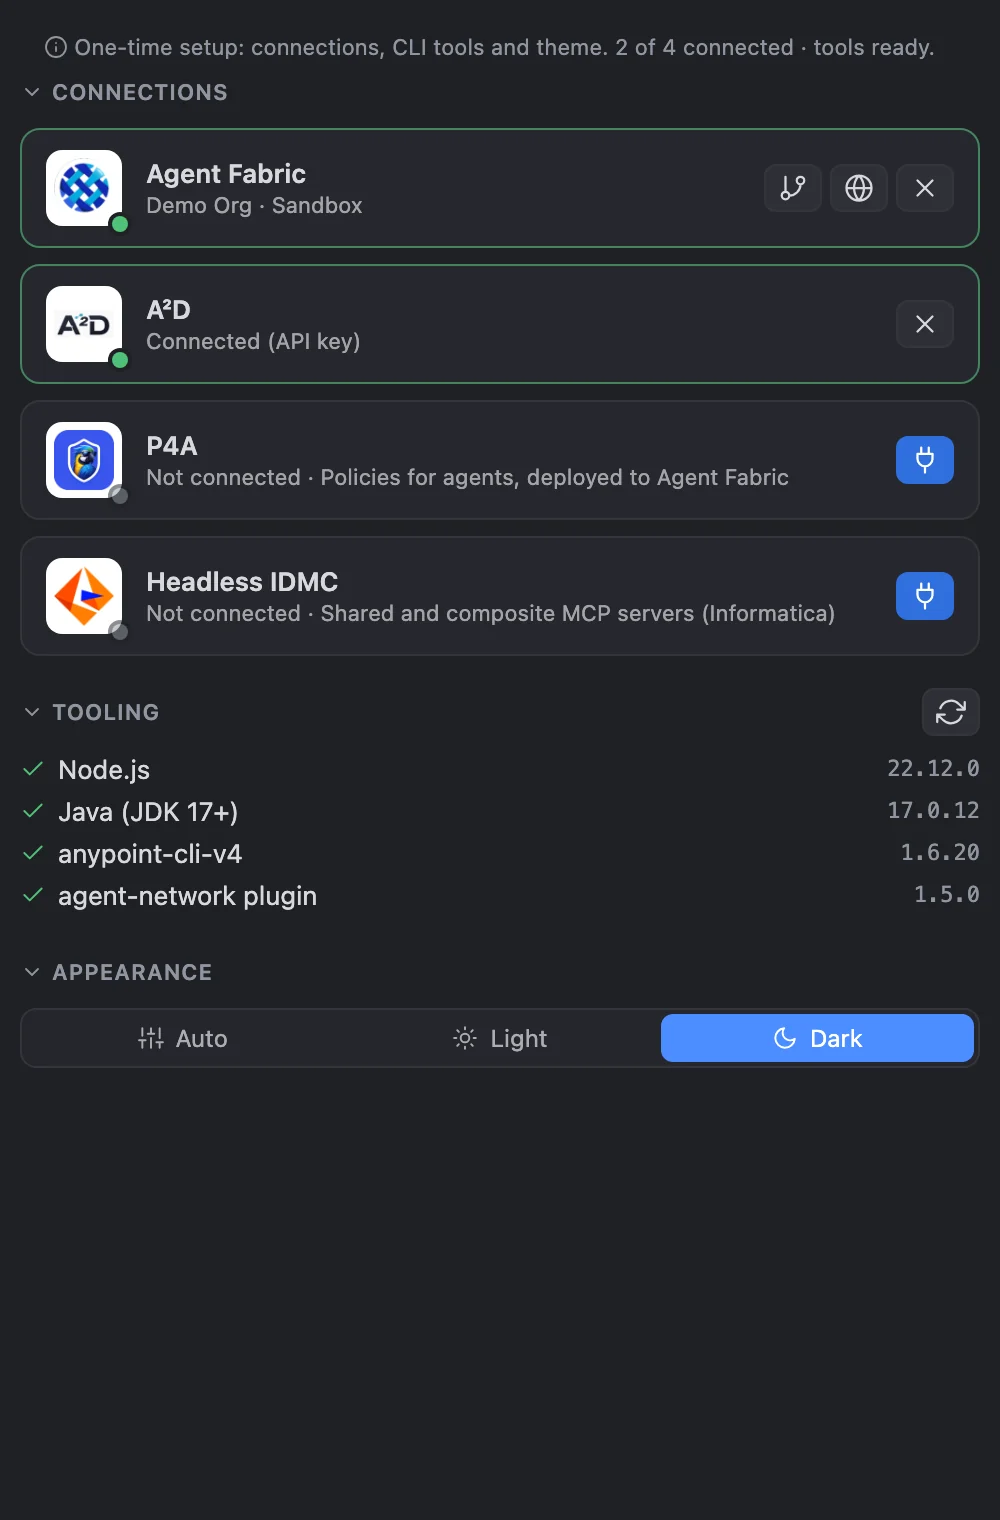 One-time setup: connections, CLI tools and theme. 2 of 4 connected · tools ready.
CONNECTIONS
Agent Fabric
Demo Org · Sandbox
A²D
A²D
Connected (API key)
P4A
Not connected · Policies for agents, deployed to Agent Fabric
Headless IDMC
Not connected · Shared and composite MCP servers (Informatica)
TOOLING
Node.js 22.12.0
Java (JDK 17+) 17.0.12
anypoint-cli-v4 1.6.20
agent-network plugin 1.5.0
APPEARANCE
Auto Light Dark